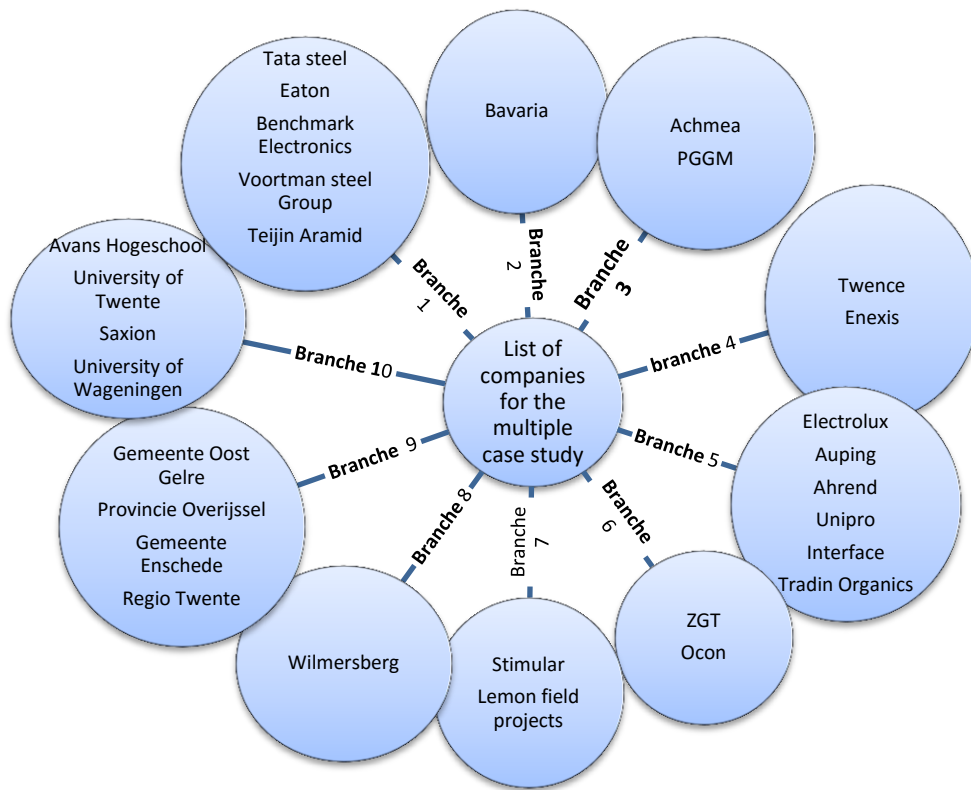 Tata steel
Eaton
Benchmark
Electronics
Voortman steel
Group
Teijin Aramid
Branche
1
Bavaria
Branche
2
Achmea
PGGM
Branche
3
Twence
Enexis
branche 4
Electrolux
Auping
Ahrend
Unipro
Interface
Tradin Organics
Branche 5
ZGT
Ocon
Branche
6
Stimular
Lemon field
projects
Branche
7
Wilmersberg
Branche 8
Gemeente Oost
Gelre
Provincie Overijssel
Gemeente
Enschede
Regio Twente
Branche 9
Avans Hogeschool
University of
Twente
Saxion
University of
Wageningen
Branche 10
List of
companies
for the
multiple
case study